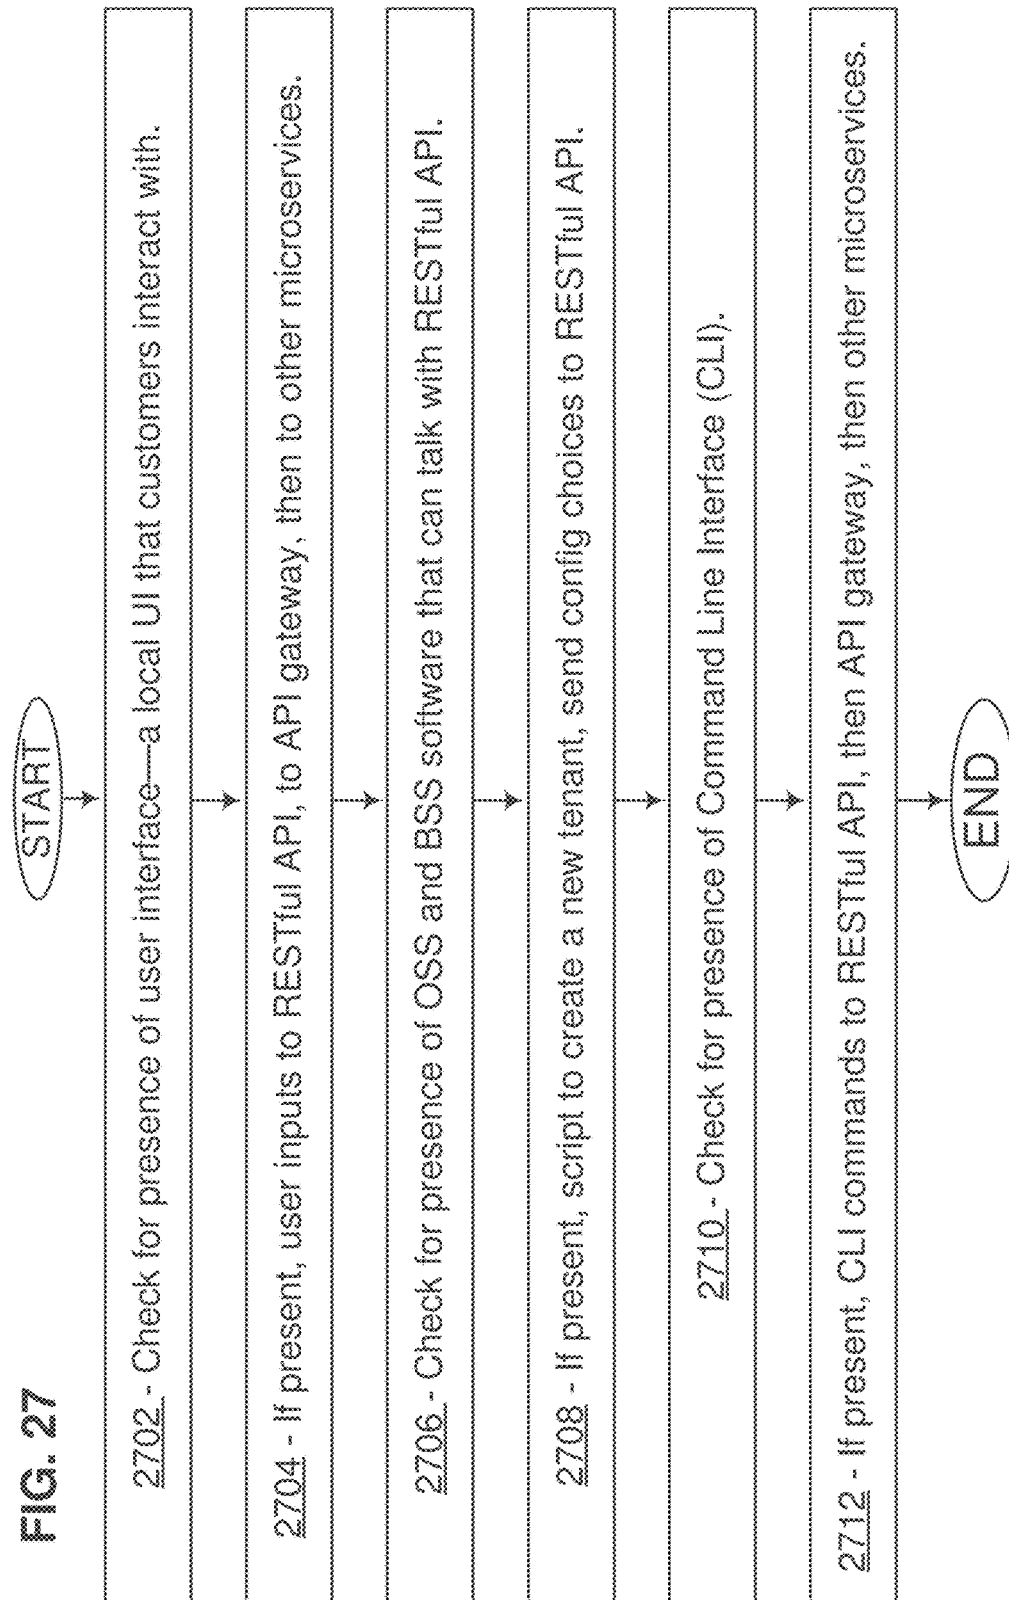 FIG. 27
START
2702 - Check for presence of user interface—a local UI that customers interact with.
2704 - If present, user inputs to RESTful API, to API gateway, then to other microservices.
2706 - Check for presence of OSS and BSS software that can talk with RESTful API.
2708 - If present, script to create a new tenant, send config choices to RESTful API.
2710 - Check for presence of Command Line Interface (CLI).
2712 - If present, CLI commands to RESTful API, then API gateway, then other microservices.
END